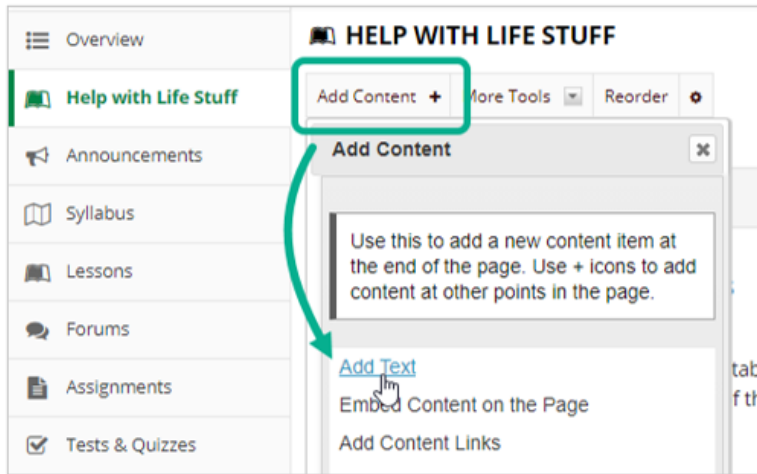 Overview
Help with Life Stuff
Announcements
Syllabus
Lessons
Forums
Assignments
Tests & Quizzes
HELP WITH LIFE STUFF
Add Content +
More Tools
Reorder
Add Content
Use this to add a new content item at
the end of the page. Use + icons to add
content at other points in the page.
Add Text
Embed Content on the Page
Add Content Links